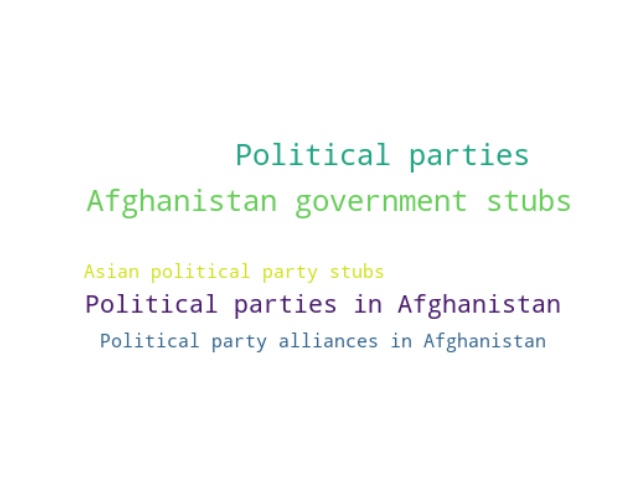 Political parties
Afghanistan government stubs
Asian political party stubs
Political parties in Afghanistan
Political party alliances in Afghanistan